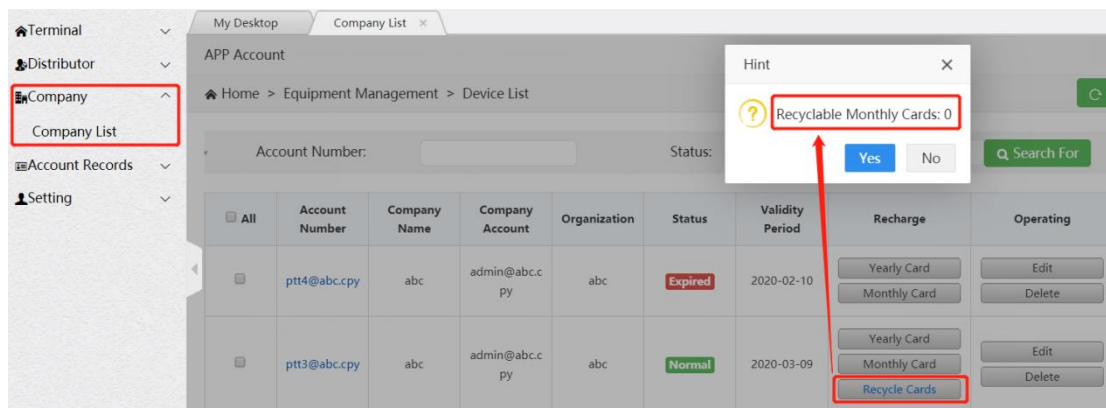 Terminal
Distributor
Company
Company List
Account Records
Setting
My Desktop
Company List ×
APP Account
Home > Equipment Management > Device List
Hint
Recyclable Monthly Cards: 0
Yes
No
Account Number:
Status:
Search For
All
Account Number
Company Name
Company Account
Organization
Status
Validity Period
Recharge
Operating
ptt4@abc.cpy
abc
admin@abc.c
py
abc
Expired
2020-02-10
Yearly Card
Monthly Card
Edit
Delete
ptt3@abc.cpy
abc
admin@abc.c
py
abc
Normal
2020-03-09
Yearly Card
Monthly Card
Recycle Cards
Edit
Delete